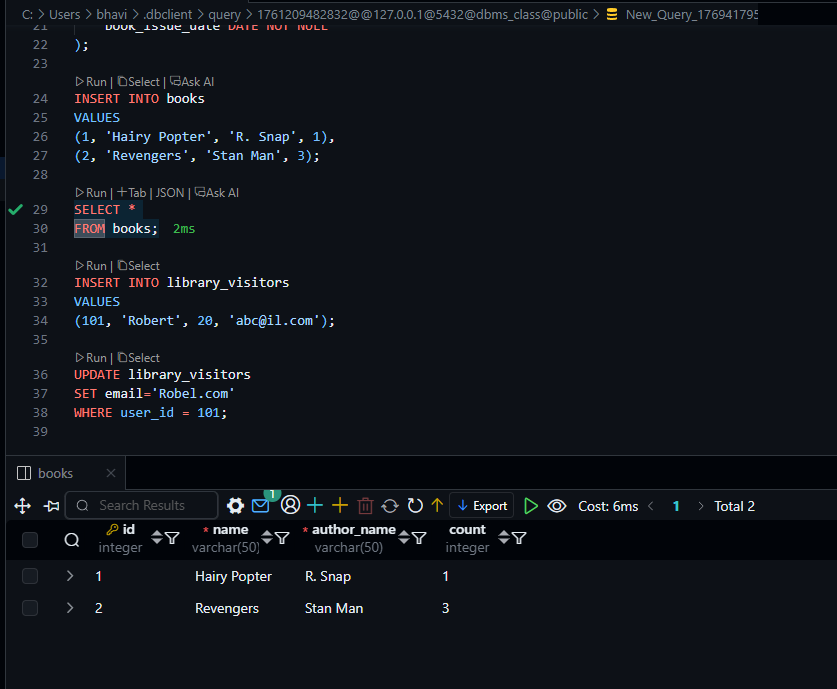 C: > Users > bhavi > .dbclient > query > 1761209482832@@127.0.0.1@5432@dbms_class@public > New_Query_176941795
21 book_issue_date DATE NOT NULL
22 );
23
Run | Select | Ask AI
24 INSERT INTO books
25 VALUES
26 (1, 'Hairy Popter', 'R. Snap', 1),
27 (2, 'Revengers', 'Stan Man', 3);
28
Run | Tab | JSON | Ask AI
29 SELECT *
30 FROM books; 2ms
31
Run | Select
32 INSERT INTO library_visitors
33 VALUES
34 (101, 'Robert', 20, 'abc@il.com');
35
Run | Select
36 UPDATE library_visitors
37 SET email='Robel.com'
38 WHERE user_id = 101;
39
books
Search Results 1 Export Cost: 6ms < 1 > Total 2
id * name * author_name count
integer varchar(50) varchar(50) integer
1 Hairy Popter R. Snap 1
2 Revengers Stan Man 3